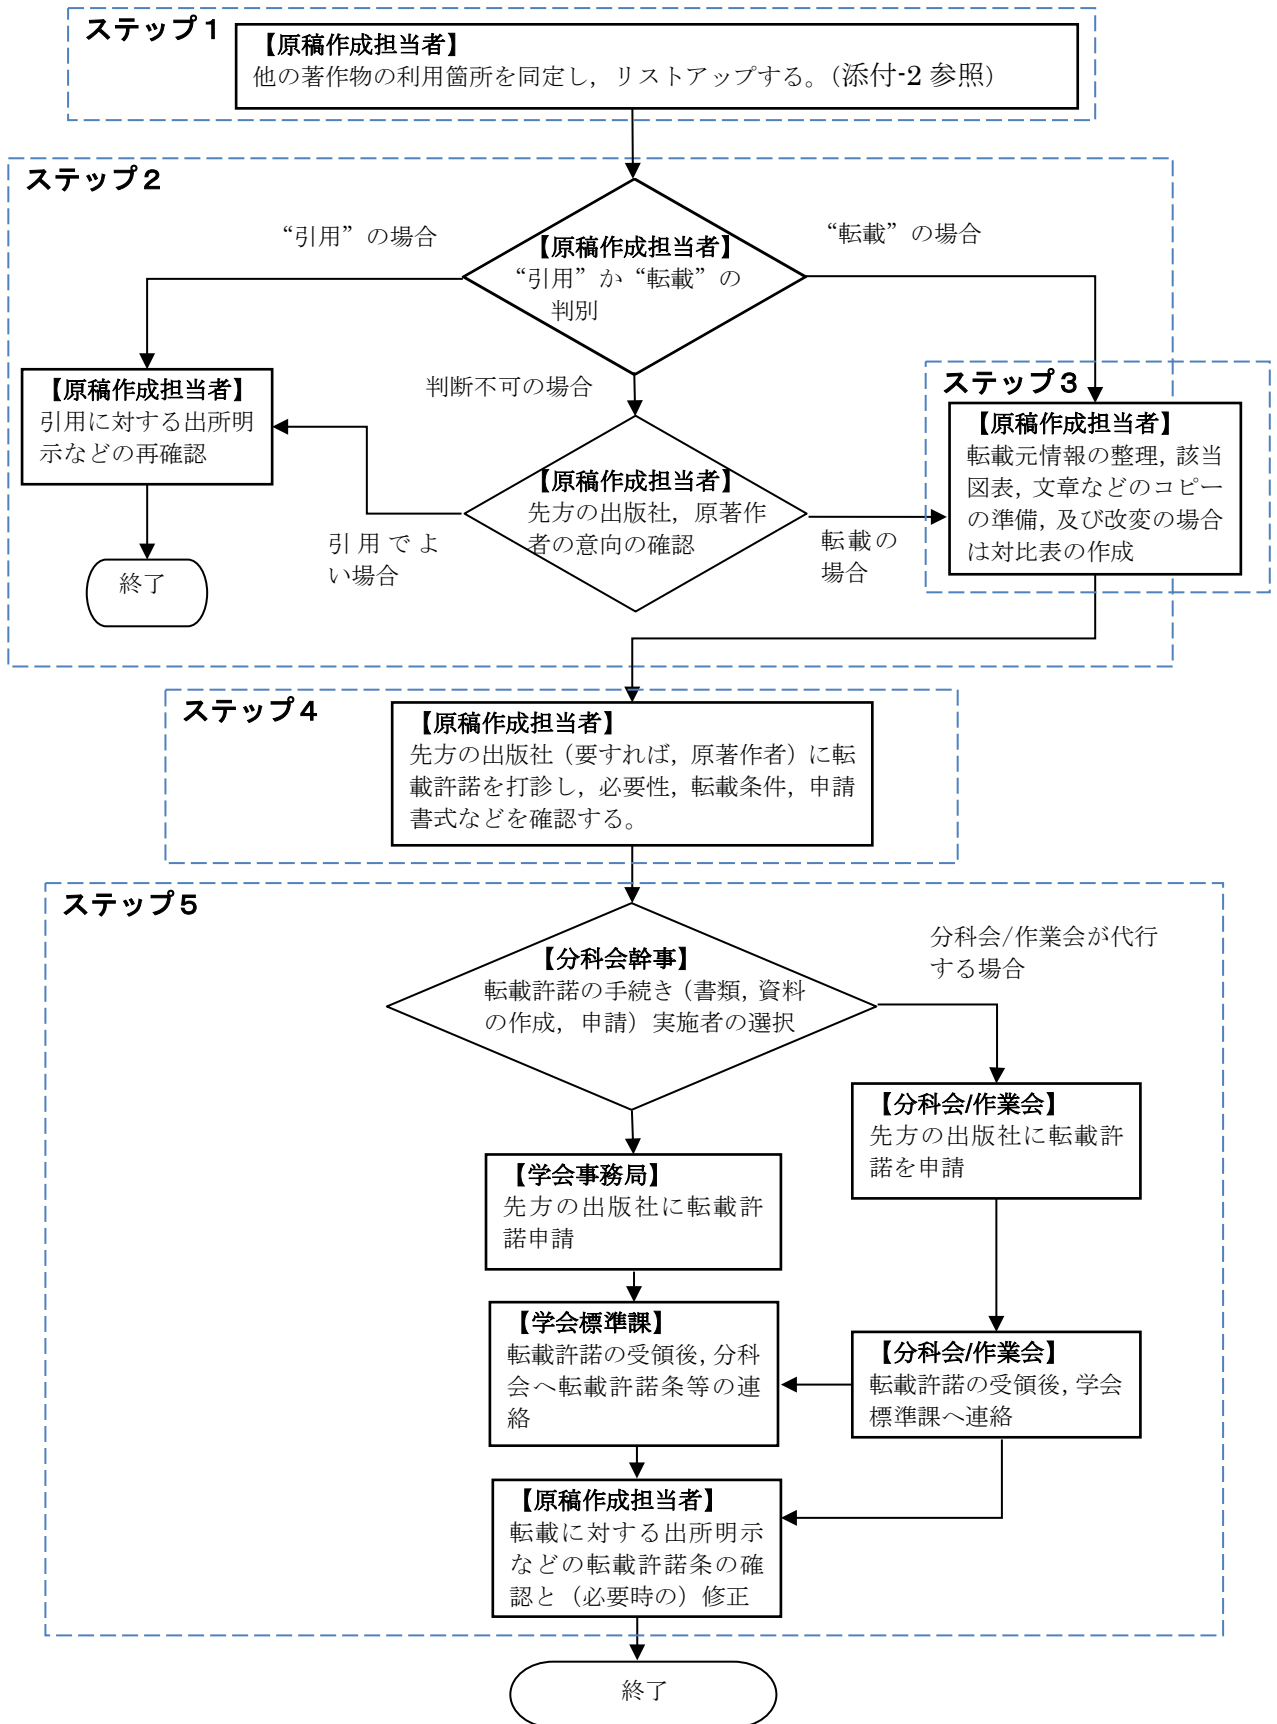 ステップ1
【原稿作成担当者】
他の著作物の利用箇所を同定し，リストアップする。（添付-2 参照）
ステップ2
“引用”の場合
“転載”の場合
【原稿作成担当者】
“引用”か“転載”の
判別
【原稿作成担当者】
引用に対する出所明
示などの再確認
判断不可の場合
ステップ3
【原稿作成担当者】
転載元情報の整理，該当
図表，文章などのコピー
の準備，及び改変の場合
は対比表の作成
【原稿作成担当者】
先方の出版社，原著作
者の意向の確認
引用でよ
い場合
転載の
場合
終了
ステップ4
【原稿作成担当者】
先方の出版社（要すれば，原著作者）に転
載許諾を打診し，必要性，転載条件，申請
書式などを確認する。
ステップ5
分科会/作業会が代行
する場合
【分科会幹事】
転載許諾の手続き（書類，資料
の作成，申請）実施者の選択
【分科会/作業会】
先方の出版社に転載許
諾を申請
【学会事務局】
先方の出版社に転載許
諾申請
【学会標準課】
転載許諾の受領後，分科
会へ転載許諾条等の連
絡
【分科会/作業会】
転載許諾の受領後，学会
標準課へ連絡
【原稿作成担当者】
転載に対する出所明示
などの転載許諾条の確
認と（必要時の）修正
終了